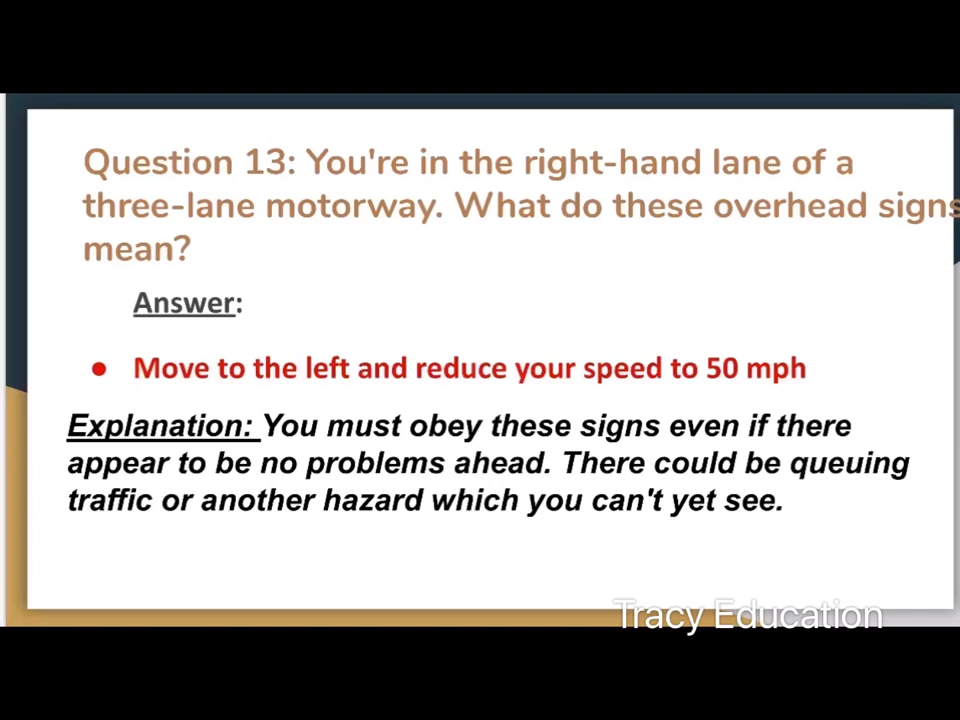 Question 13: You're in the right-hand lane of a
three-lane motorway. What do these overhead signs
mean?
Answer:
● Move to the left and reduce your speed to 50 mph
Explanation: You must obey these signs even if there
appear to be no problems ahead. There could be queuing
traffic or another hazard which you can't yet see.
Tracy Education